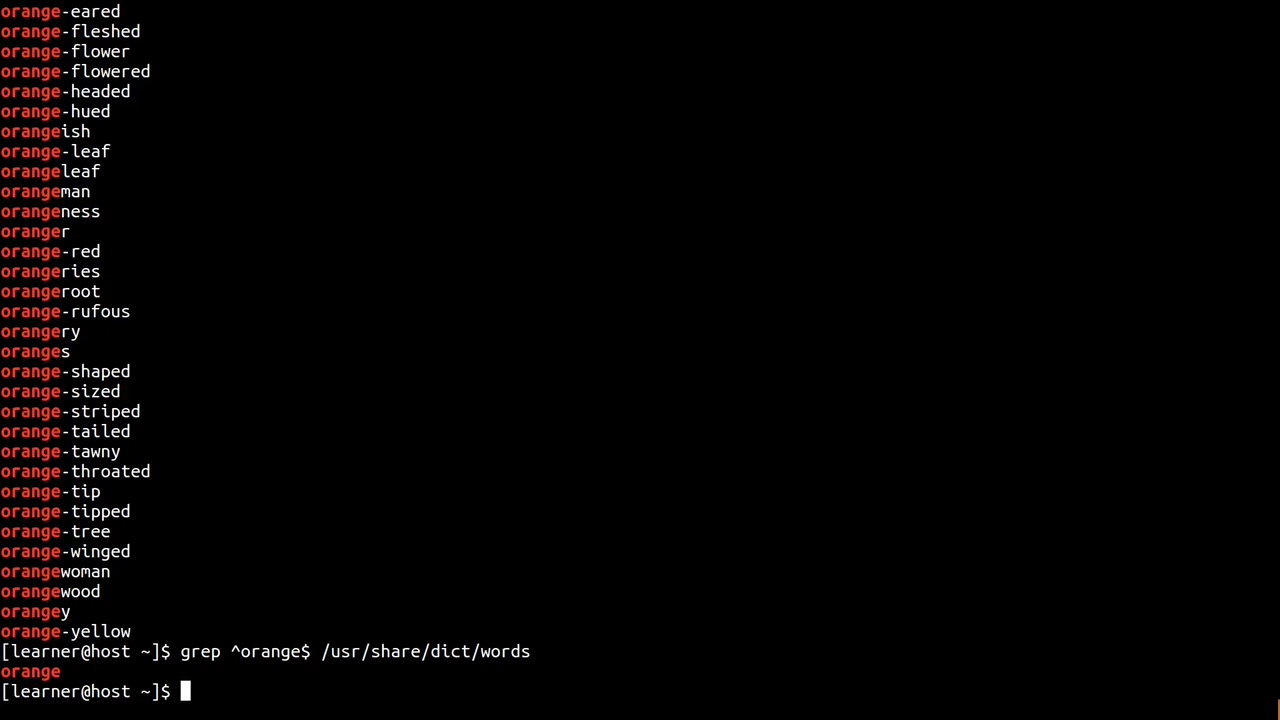 orange-eared
orange-fleshed
orange-flower
orange-flowered
orange-headed
orange-hued
orangeish
orange-leaf
orangeleaf
orangeman
orangeness
oranger
orange-red
orangeries
orangeroot
orange-rufous
orangery
oranges
orange-shaped
orange-sized
orange-striped
orange-tailed
orange-tawny
orange-throated
orange-tip
orange-tipped
orange-tree
orange-winged
orangewoman
orangewood
orangey
orange-yellow
[learner@host ~]$ grep ^orange$ /usr/share/dict/words
orange
[learner@host ~]$